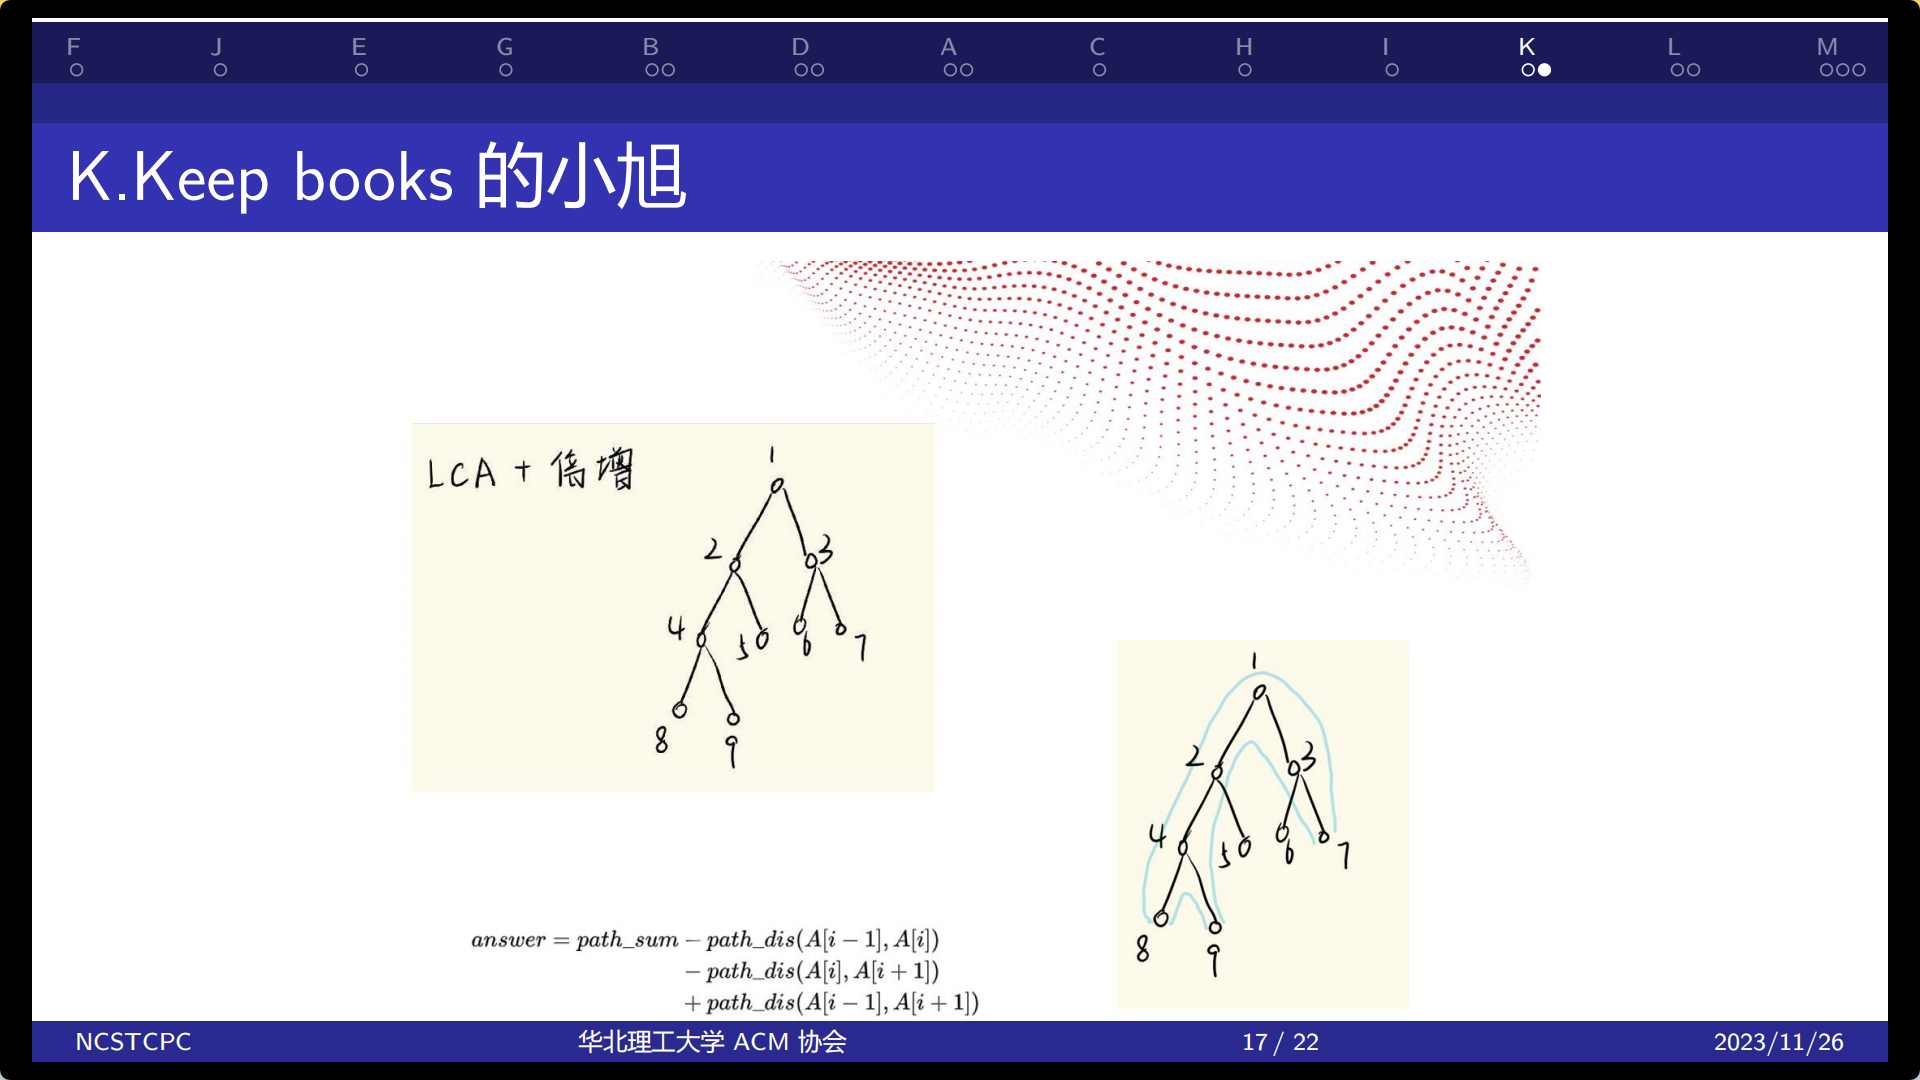 F J E G B D A C H I K L M
K.Keep books 的小旭
LCA + 倍增
1
2 3
4 5 6 7
8 9
1
2 3
4 5 6 7
8 9
answer = path_sum − path_dis(A[i − 1], A[i])
− path_dis(A[i], A[i + 1])
+ path_dis(A[i − 1], A[i + 1])
NCSTCPC 华北理工大学 ACM 协会 17 / 22 2023/11/26